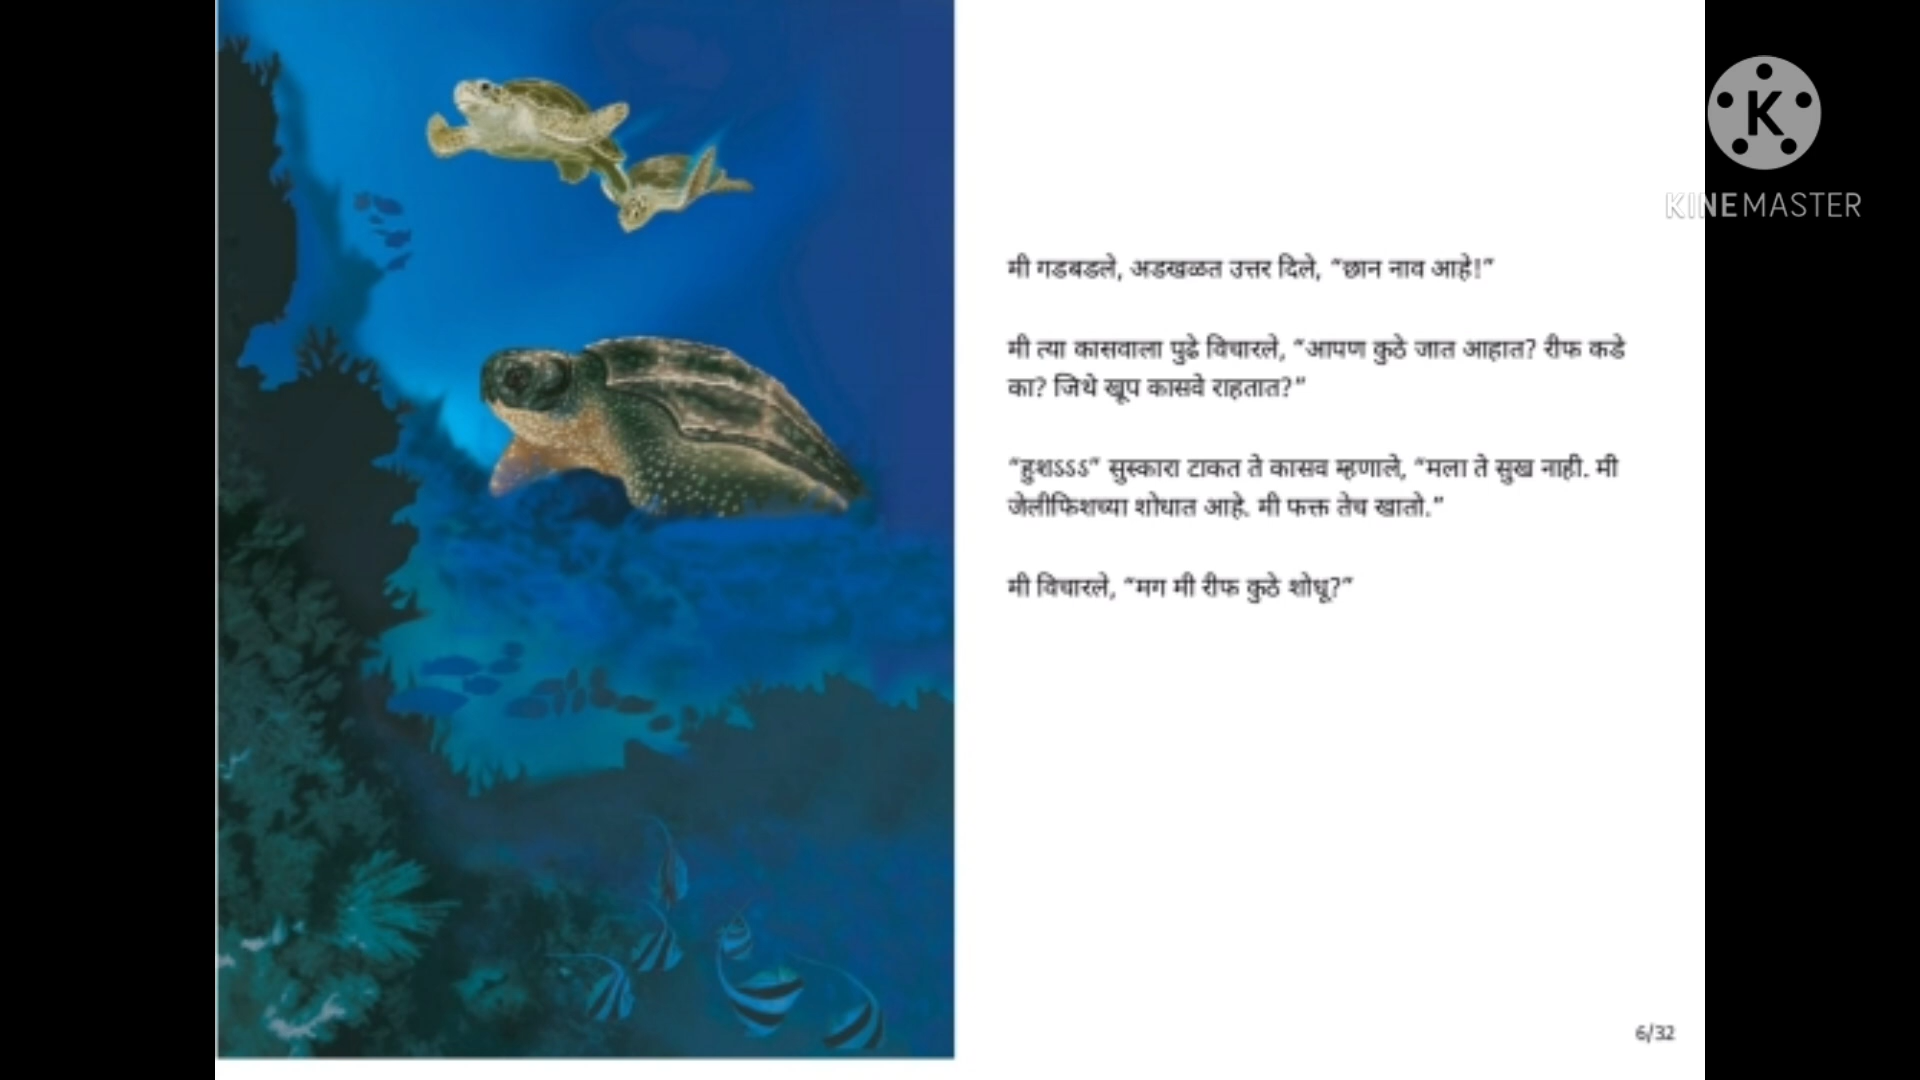 K
KINEMASTER
मी गडबडले, अडखळत उत्तर दिले, “छान नाव आहे!”
मी त्या कासवाला पुढे विचारले, “आपण कुठे जात आहात? रीफ कडे
का? जिथे खूप कासवे राहतात?”
“हुशऽऽऽ” सुस्कारा टाकत ते कासव म्हणाले, “मला ते सुख नाही. मी
जेलीफिशच्या शोधात आहे. मी फक्त तेच खातो.”
मी विचारले, “मग मी रीफ कुठे शोधू?”
6/32